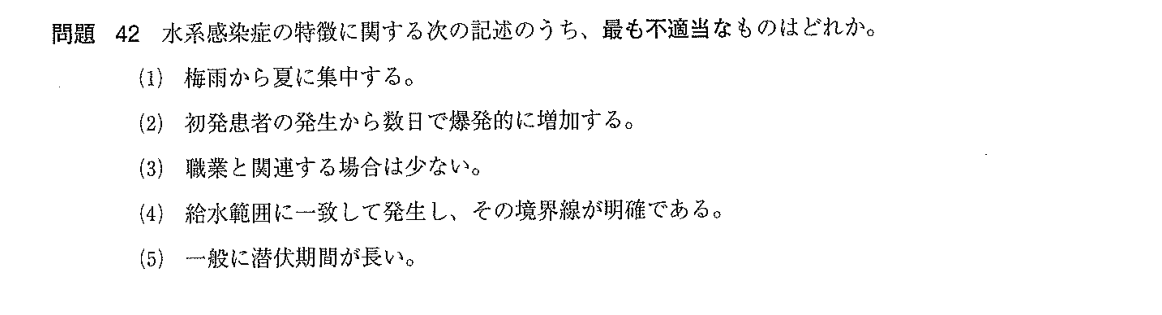 問題 42 水系感染症の特徴に関する次の記述のうち、最も不適当なものはどれか。
(1) 梅雨から夏に集中する。
(2) 初発患者の発生から数日で爆発的に増加する。
(3) 職業と関連する場合は少ない。
(4) 給水範囲に一致して発生し、その境界線が明確である。
(5) 一般に潜伏期間が長い。